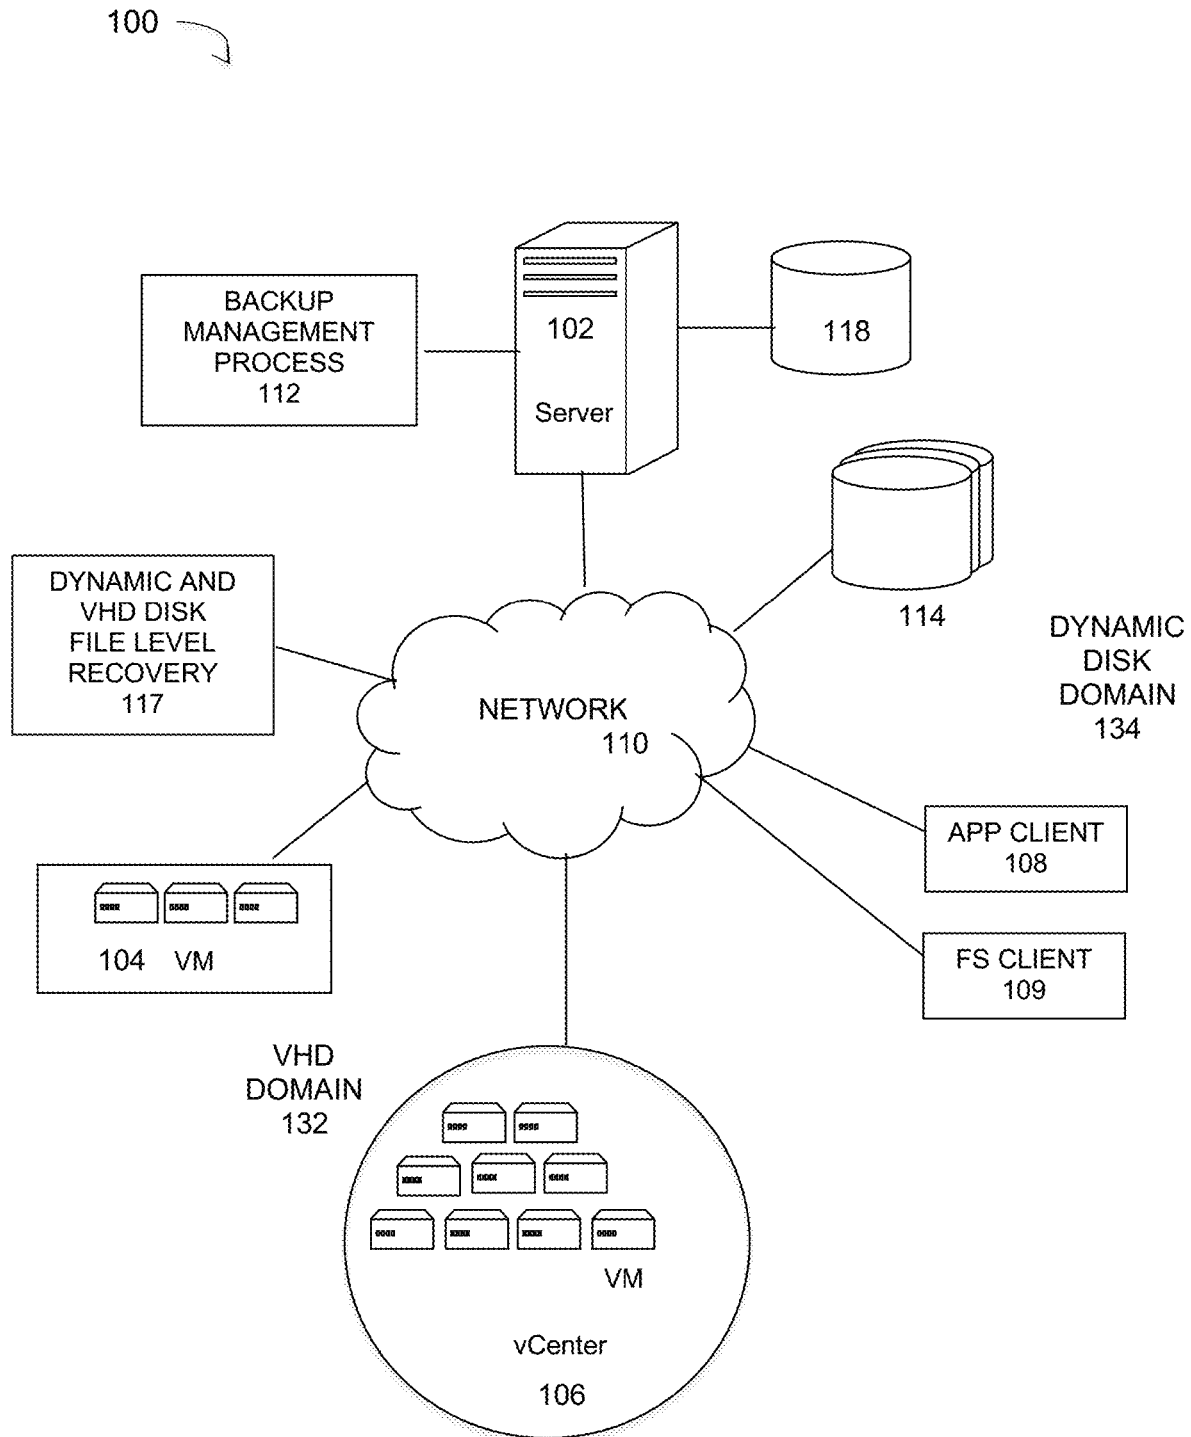 100
BACKUP
MANAGEMENT
PROCESS
112
102
Server
118
114
DYNAMIC AND
VHD DISK
FILE LEVEL
RECOVERY
117
NETWORK
110
DYNAMIC
DISK
DOMAIN
134
APP CLIENT
108
104 VM
FS CLIENT
109
VHD
DOMAIN
132
VM
vCenter
106